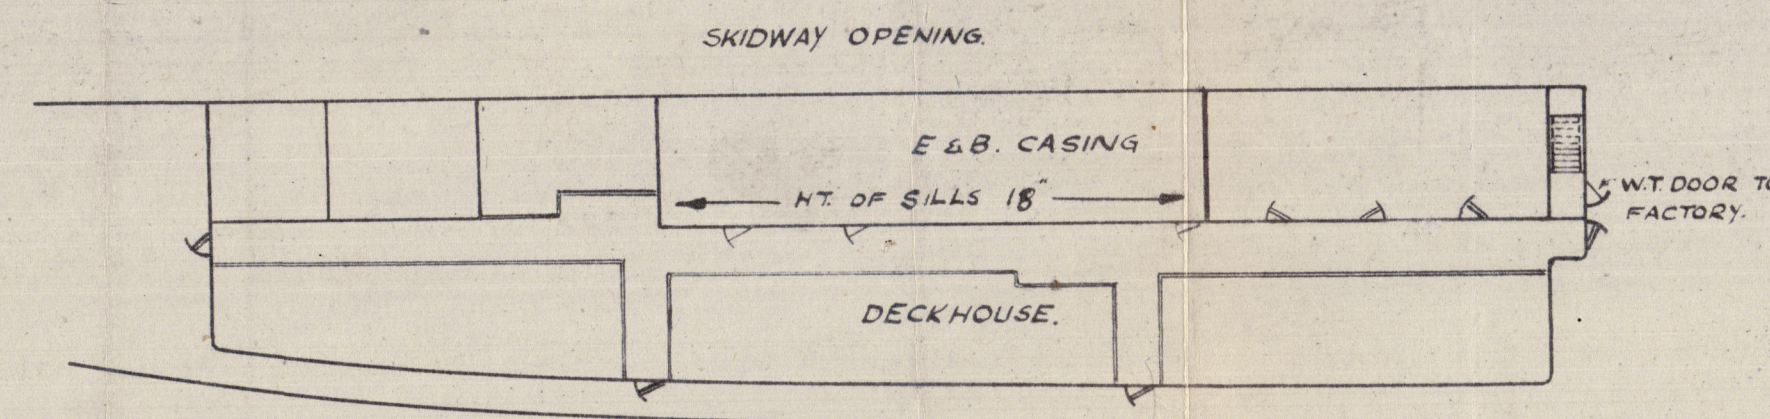 SKIDWAY OPENING.
E & B. CASING
HT. OF SILLS 18"
W.T. DOOR TO
FACTORY.
DECKHOUSE.